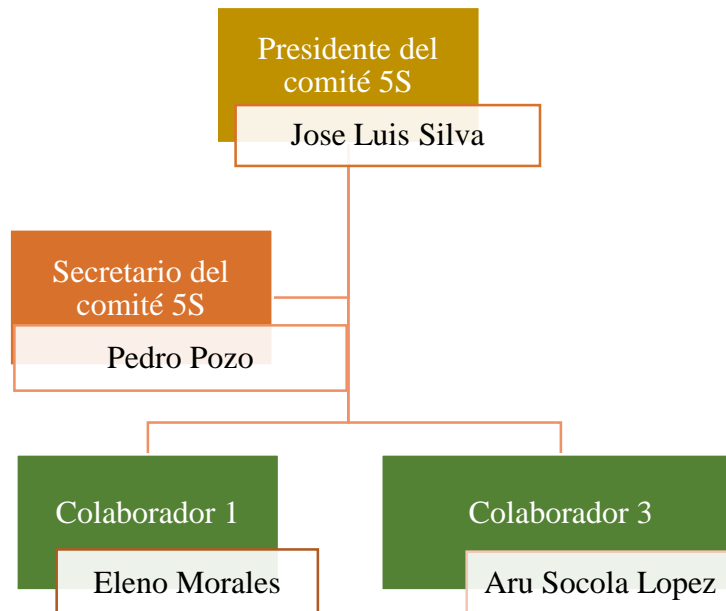 Presidente del
comité 5S
Jose Luis Silva
Secretario del
comité 5S
Pedro Pozo
Colaborador 1
Eleno Morales
Colaborador 3
Aru Socola Lopez